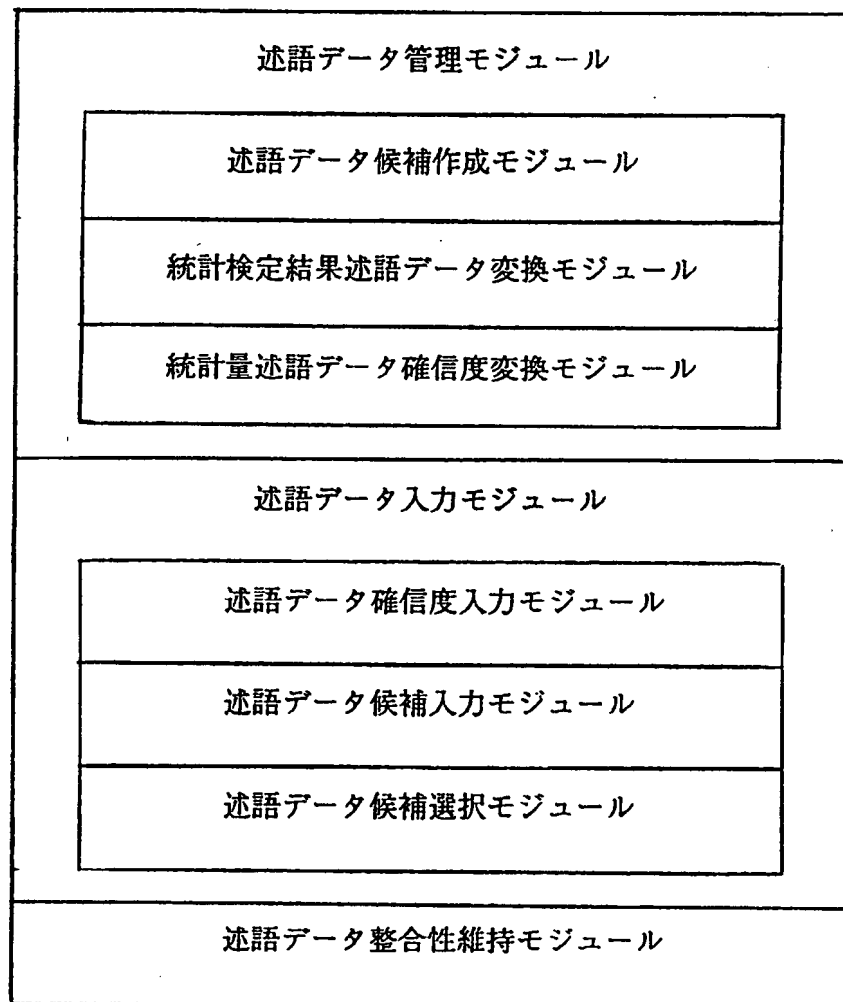 述語データ管理モジュール
述語データ候補作成モジュール
統計検定結果述語データ変換モジュール
統計量述語データ確信度変換モジュール
述語データ入力モジュール
述語データ確信度入力モジュール
述語データ候補入力モジュール
述語データ候補選択モジュール
述語データ整合性維持モジュール